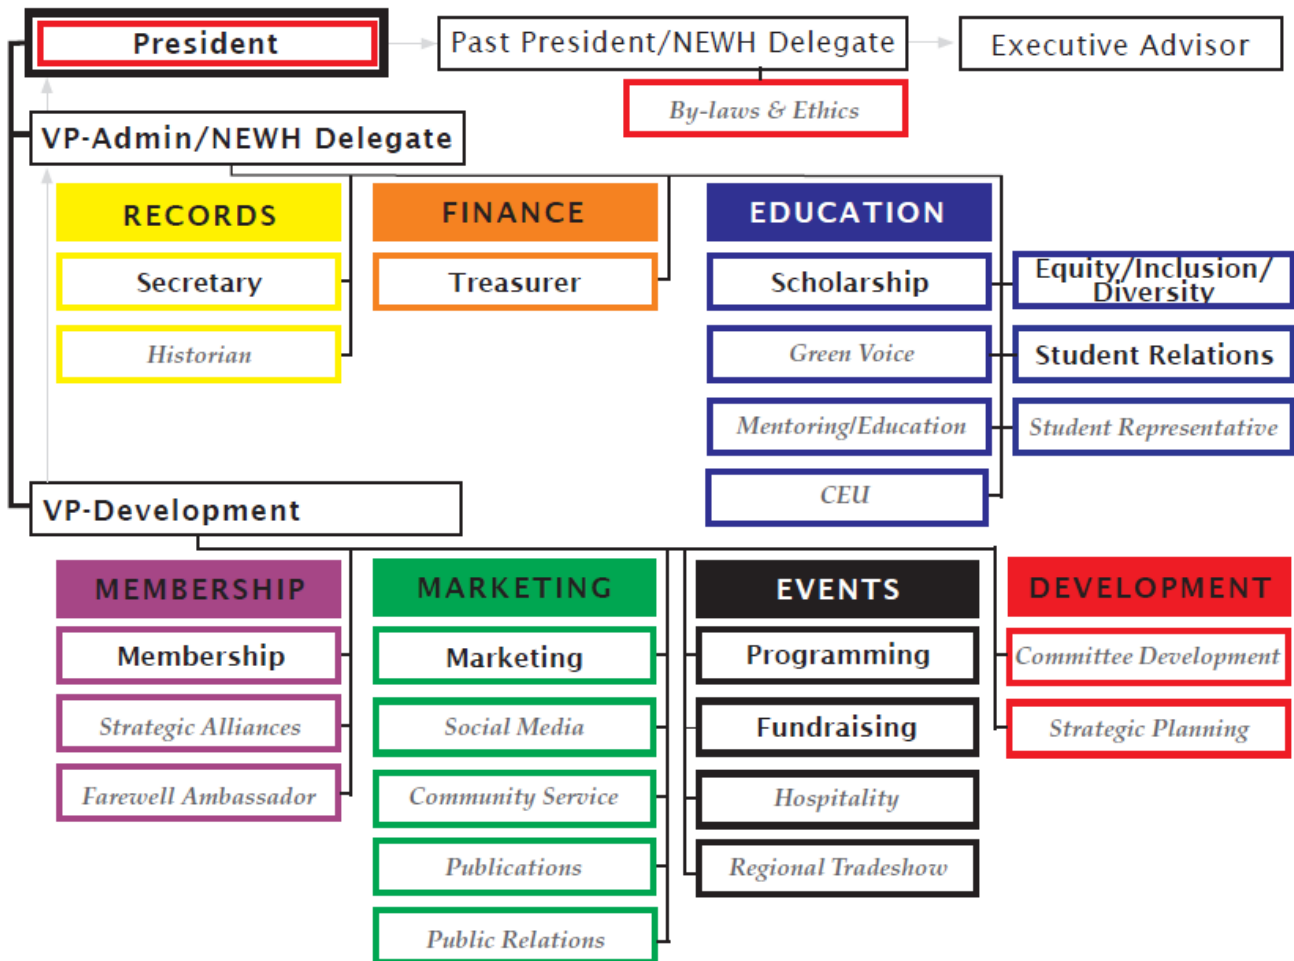 President
Past President/NEWH Delegate
Executive Advisor
By-laws & Ethics
VP-Admin/NEWH Delegate
RECORDS
FINANCE
EDUCATION
Secretary
Treasurer
Scholarship
Equity/Inclusion/
Diversity
Historian
Green Voice
Student Relations
Mentoring/Education
Student Representative
CEU
VP-Development
MEMBERSHIP
MARKETING
EVENTS
DEVELOPMENT
Membership
Marketing
Programming
Committee Development
Strategic Alliances
Social Media
Fundraising
Strategic Planning
Farewell Ambassador
Community Service
Hospitality
Publications
Regional Tradeshow
Public Relations